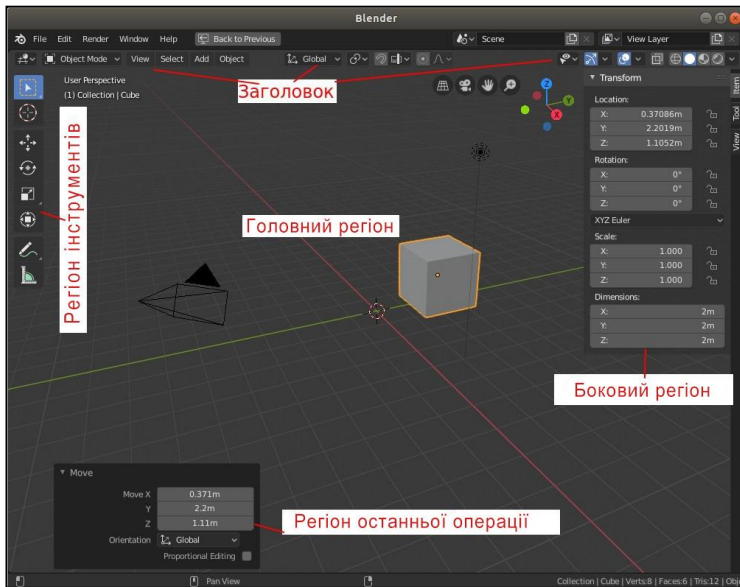 Blender
File Edit Render Window Help Back to Previous Scene View Layer
Object Mode View Select Add Object Global
User Perspective
(1) Collection | Cube
Заголовок
Регіон інструментів
Головний регіон
Transform
Location:
X: 0.37086m
Y: 2.2019m
Z: 1.1052m
Rotation:
X: 0°
Y: 0°
Z: 0°
XYZ Euler
Scale:
X: 1.000
Y: 1.000
Z: 1.000
Dimensions:
X: 2m
Y: 2m
Z: 2m
Item
Tool
View
Z
Y
X
Боковий регіон
Move
Move X 0.371m
Y 2.2m
Z 1.11m
Orientation Global
Proportional Editing
Регіон останньої операції
Pan View
Collection | Cube | Verts:8 | Faces:6 | Tris:12 | Obj